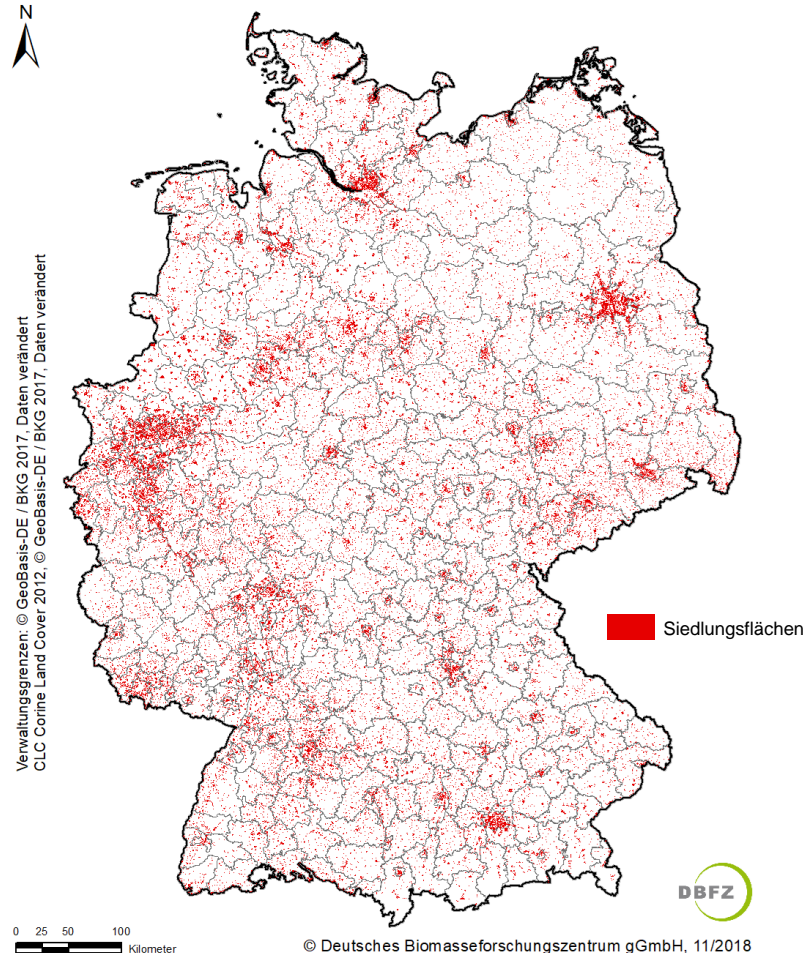 N
Verwaltungsgrenzen: © GeoBasis-DE / BKG 2017, Daten verändert
CLC Corine Land Cover 2012, © GeoBasis-DE / BKG 2017, Daten verändert
Siedlungsflächen
DBFZ
0 25 50 100
Kilometer
© Deutsches Biomasseforschungszentrum gGmbH, 11/2018